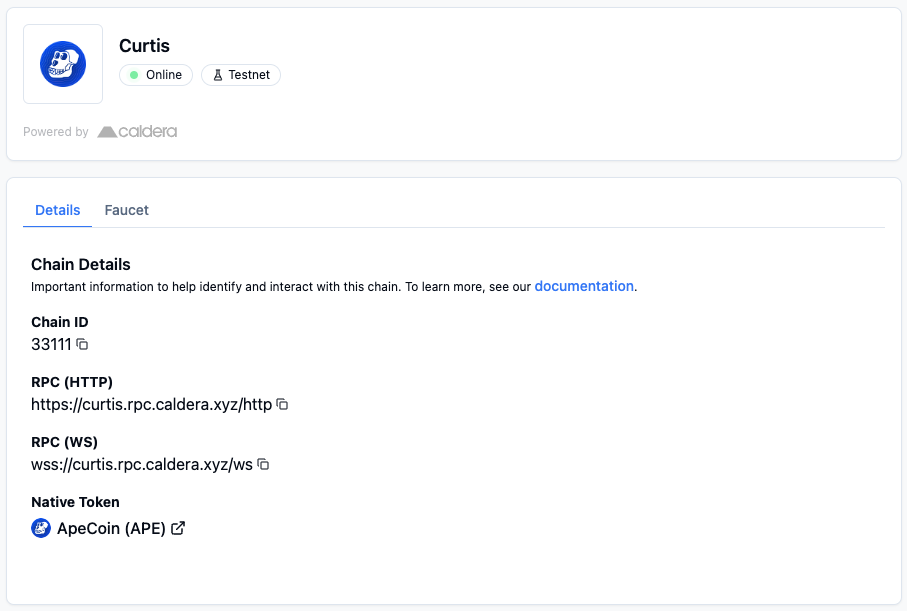 Curtis
Online Testnet
Powered by caldera
Details Faucet
Chain Details
Important information to help identify and interact with this chain. To learn more, see our documentation.
Chain ID
33111
RPC (HTTP)
https://curtis.rpc.caldera.xyz/http
RPC (WS)
wss://curtis.rpc.caldera.xyz/ws
Native Token
ApeCoin (APE)